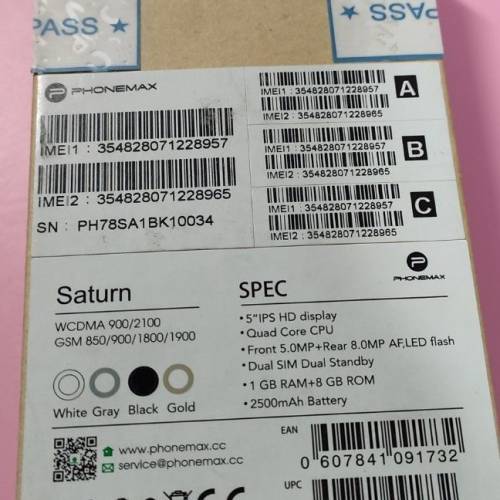 PASS ★
★ PASS ★
PHONEMAX
IMEI1 : 354828071228957
IMEI2 : 354828071228965
SN : PH78SA1BK10034
IMEI1 : 354828071228957
IMEI2 : 354828071228965
A
IMEI1 : 354828071228957
IMEI2 : 354828071228965
B
IMEI1 : 354828071228957
IMEI2 : 354828071228965
C
PHONEMAX
Saturn
WCDMA 900/2100
GSM 850/900/1800/1900
White Gray Black Gold
SPEC
•5"IPS HD display
•Quad Core CPU
•Front 5.0MP+Rear 8.0MP AF,LED flash
•Dual SIM Dual Standby
•1 GB RAM+8 GB ROM
•2500mAh Battery
www.phonemax.cc
service@phonemax.cc
EAN
0 607841 091732
UPC